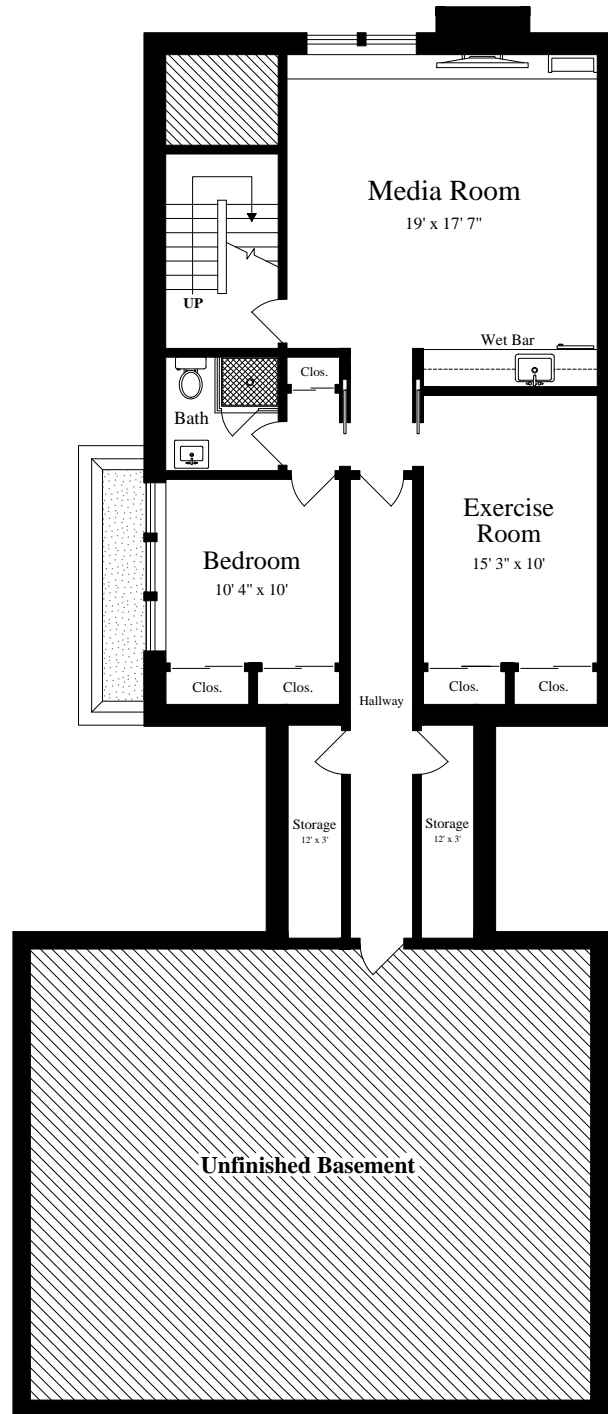 Media Room
19' x 17' 7"
UP
Wet Bar
Clos.
Bath
Exercise
Room
15' 3" x 10'
Bedroom
10' 4" x 10'
Clos.
Clos.
Hallway
Clos.
Clos.
Storage
12' x 3'
Storage
12' x 3'
Unfinished Basement